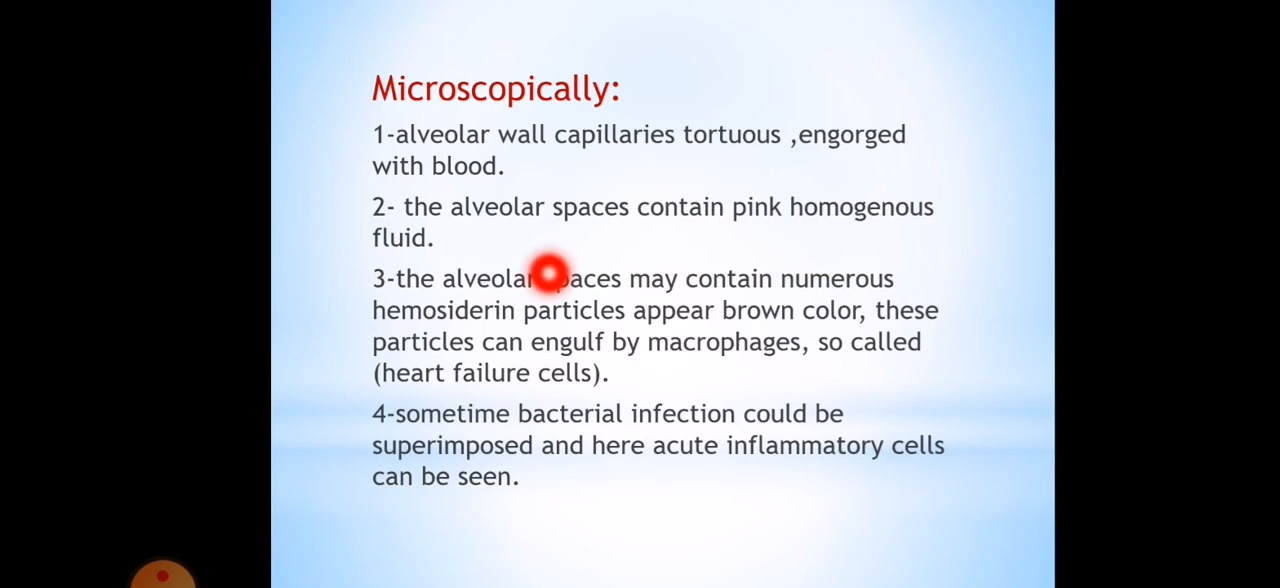 Microscopically:
1-alveolar wall capillaries tortuous ,engorged
with blood.
2- the alveolar spaces contain pink homogenous
fluid.
3-the alveolar spaces may contain numerous
hemosiderin particles appear brown color, these
particles can engulf by macrophages, so called
(heart failure cells).
4-sometime bacterial infection could be
superimposed and here acute inflammatory cells
can be seen.